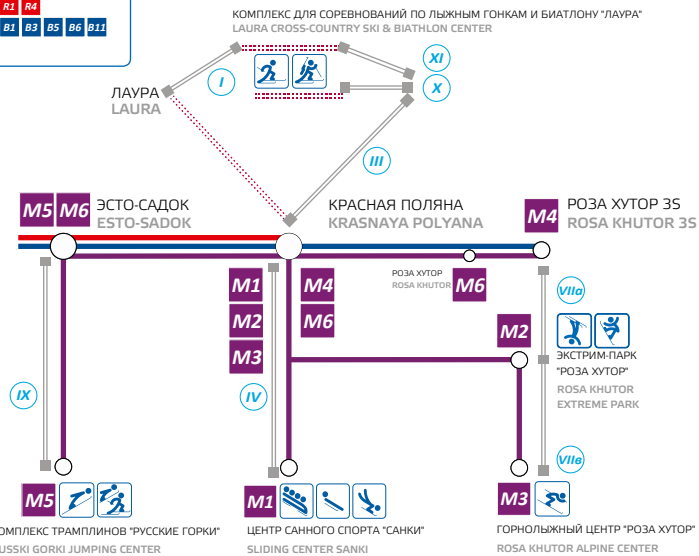 R1 R4
B1 B3 B5 B6 B11
КОМПЛЕКС ДЛЯ СОРЕВНОВАНИЙ ПО ЛЫЖНЫМ ГОНКАМ И БИАТЛОНУ "ЛАУРА"
LAURA CROSS-COUNTRY SKI & BIATHLON CENTER
XI
I
X
ЛАУРА
LAURA
III
M5 M6 ЭСТО-САДОК
ESTO-SADOK
КРАСНАЯ ПОЛЯНА
KRASNAYA POLYANA
M4 РОЗА ХУТОР 3S
ROSA KHUTOR 3S
РОЗА ХУТОР
ROSA KHUTOR
M6
M1 M4
M2 M6
M3
VIIa
M2
ЭКСТРИМ-ПАРК
"РОЗА ХУТОР"
ROSA KHUTOR
EXTREME PARK
IX
IV
VIIв
M5
ОМПЛЕКС ТРАМПЛИНОВ "РУССКИЕ ГОРКИ"
USSKI GORKI JUMPING CENTER
M1
ЦЕНТР САННОГО СПОРТА "САНКИ"
SLIDING CENTER SANKI
M3
ГОРНОЛЫЖНЫЙ ЦЕНТР "РОЗА ХУТОР"
ROSA KHUTOR ALPINE CENTER